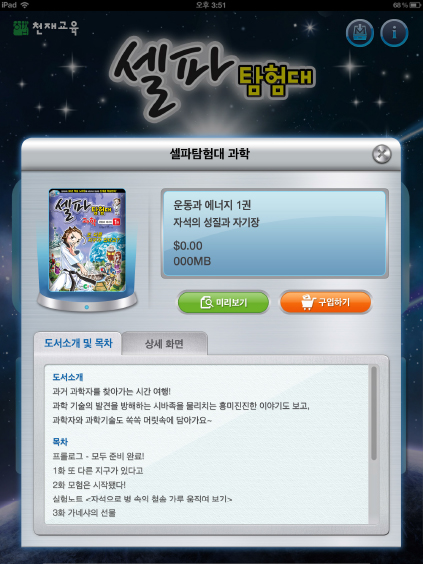 iPad
오후 3:51
68%
천재교육
셀파 탐험대
i
셀파탐험대 과학
셀파
탐험대
과학
운동과 에너지 1권
자석의 성질과 자기장
$0.00
000MB
미리보기
구입하기
도서소개 및 목차
상세 화면
도서소개
과거 과학자를 찾아가는 시간 여행!
과학 기술의 발견을 방해하는 시바족을 물리치는 흥미진진한 이야기도 보고,
과학자와 과학기술도 쏙쏙 머릿속에 담아가요~
목차
프롤로그 - 모두 준비 완료!
1화 또 다른 지구가 있다고
2화 모험은 시작됐다!
실험노트 <자석으로 병 속의 철솜 가루 움직여 보기>
3화 가네샤의 선물